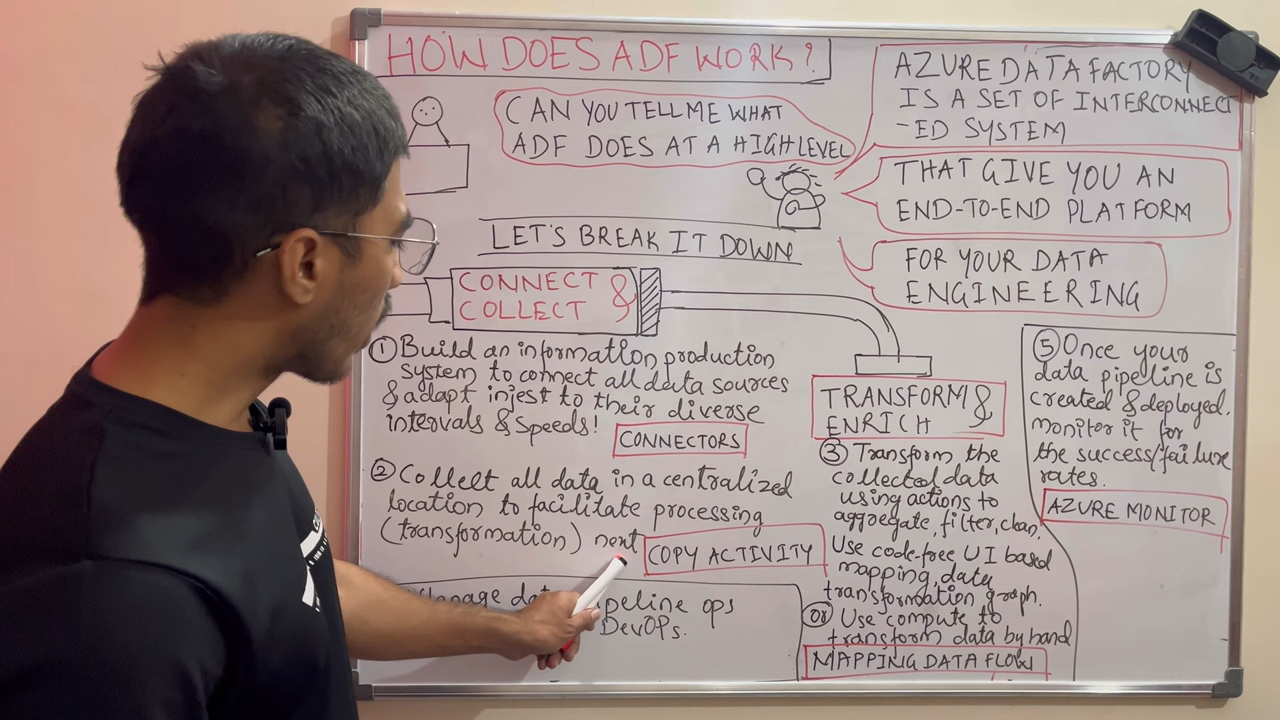 HOW DOES ADF WORK?
CAN YOU TELL ME WHAT
ADF DOES AT A HIGH LEVEL
AZURE DATA FACTORY
IS A SET OF INTERCONNECT
-ED SYSTEM
THAT GIVE YOU AN
END-TO-END PLATFORM
FOR YOUR DATA
ENGINEERING
LET'S BREAK IT DOWN
CONNECT &
COLLECT
① Build an information production
system to connect all data sources
& adapt injest to their diverse
intervals & speeds!
CONNECTORS
② Collect all data in a centralized
location to facilitate processing
(transformation) next
COPY ACTIVITY
TRANSFORM &
ENRICH
③ Transform the
collected data
using actions to
aggregate, filter, clean.
Use code-free UI based
mapping, data
transformation graph.
or Use compute to
transform data by hand
MAPPING DATA FLOW
Manage data pipeline ops
DevOPs.
⑤ Once your
data pipeline is
created & deployed.
monitor it for
the success/failure
rates.
AZURE MONITOR